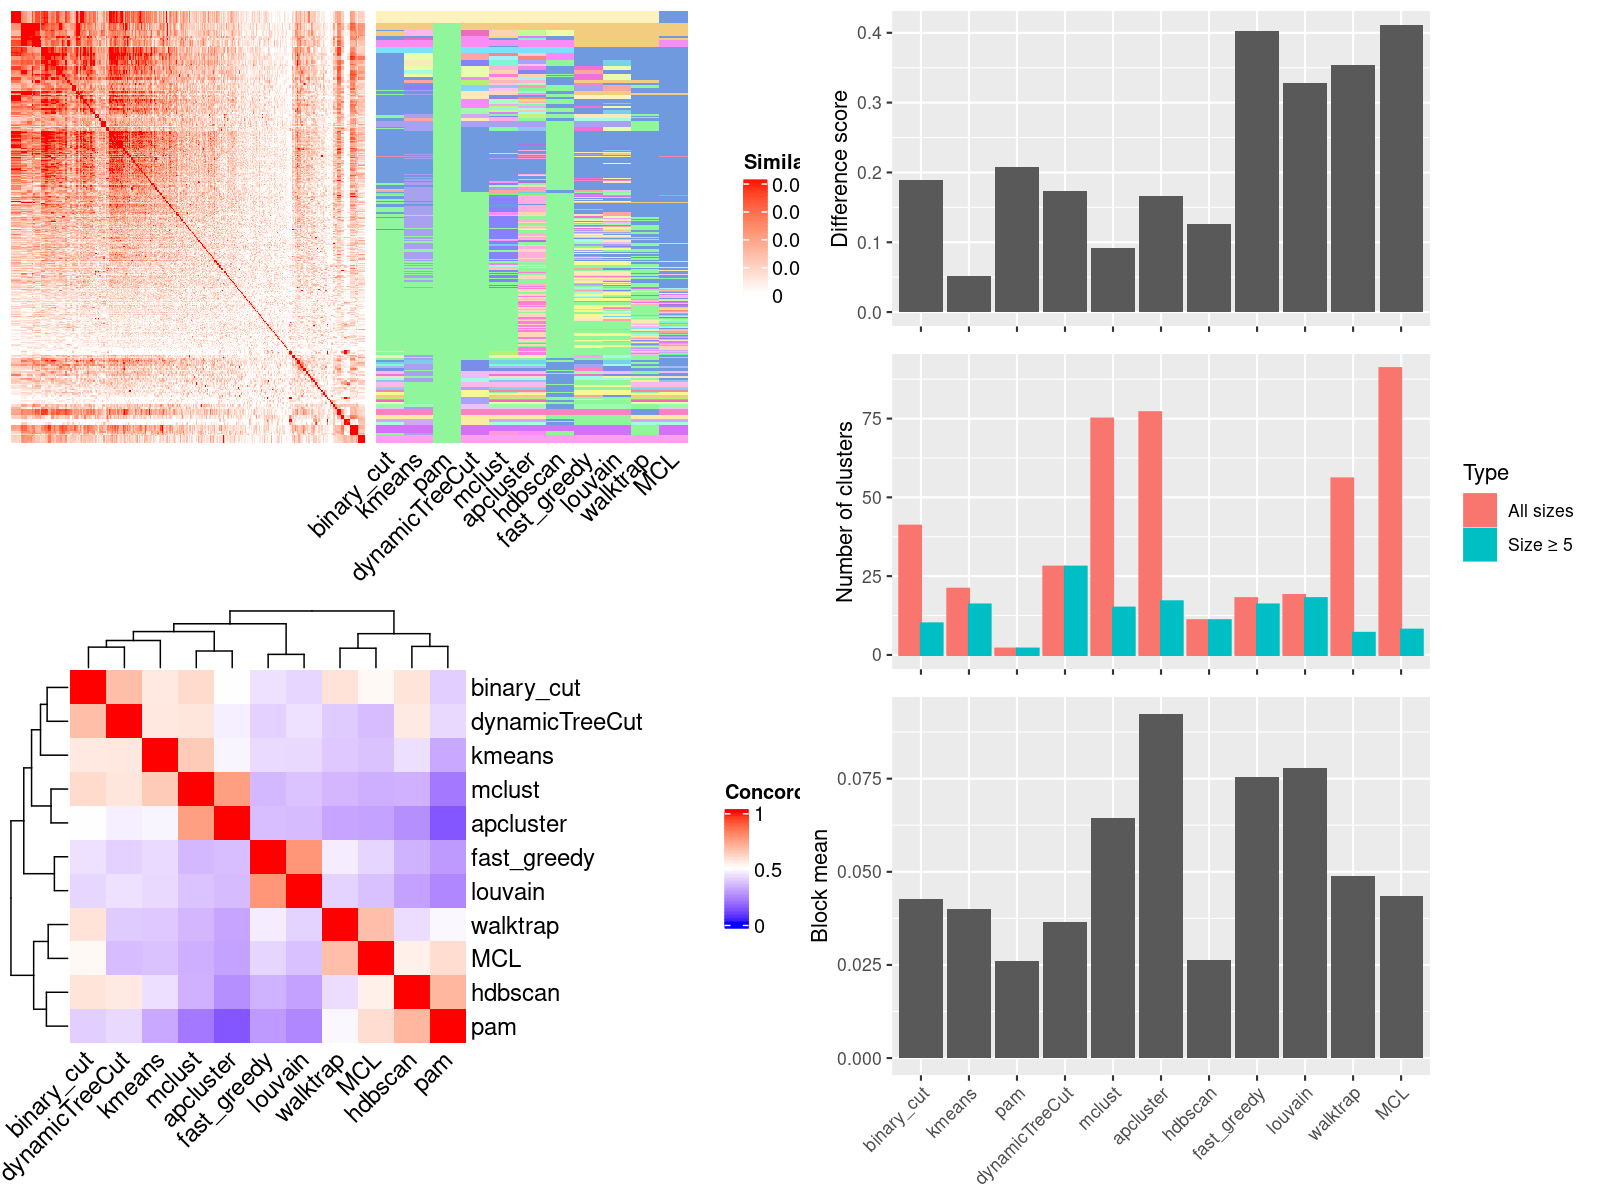 Simila
0.0
0.0
0.0
0.0
0
binary_cut
kmeans
pam
dynamicTreeCut
mclust
apcluster
hdbscan
fast_greedy
louvain
walktrap
MCL
binary_cut
dynamicTreeCut
kmeans
mclust
apcluster
fast_greedy
louvain
walktrap
MCL
hdbscan
pam
binary_cut
dynamicTreeCut
kmeans
mclust
apcluster
fast_greedy
louvain
walktrap
MCL
hdbscan
pam
Concord
1
0.5
0
Difference score
0.4
0.3
0.2
0.1
0.0
Number of clusters
75
50
25
0
Type
All sizes
Size ≥ 5
Block mean
0.075
0.050
0.025
0.000
binary_cut
kmeans
pam
dynamicTreeCut
mclust
apcluster
hdbscan
fast_greedy
louvain
walktrap
MCL